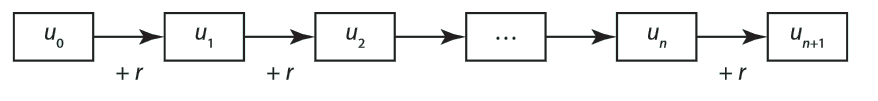 u₀ u₁ u₂ ... uₙ uₙ₊₁
+ r + r + r